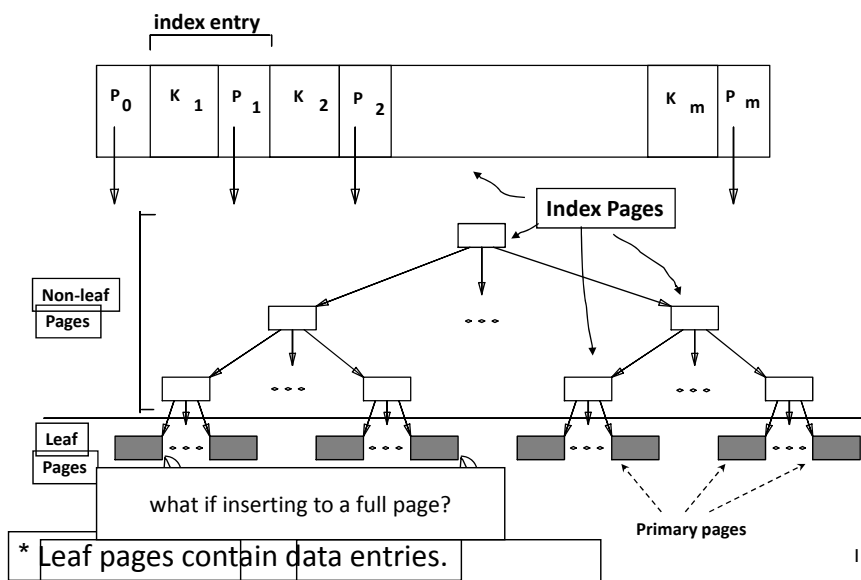 index entry
P 0 K 1 P 1 K 2 P 2 K m P m
Index Pages
Non-leaf
Pages
Leaf
Pages
what if inserting to a full page?
Primary pages
* Leaf pages contain data entries.
I